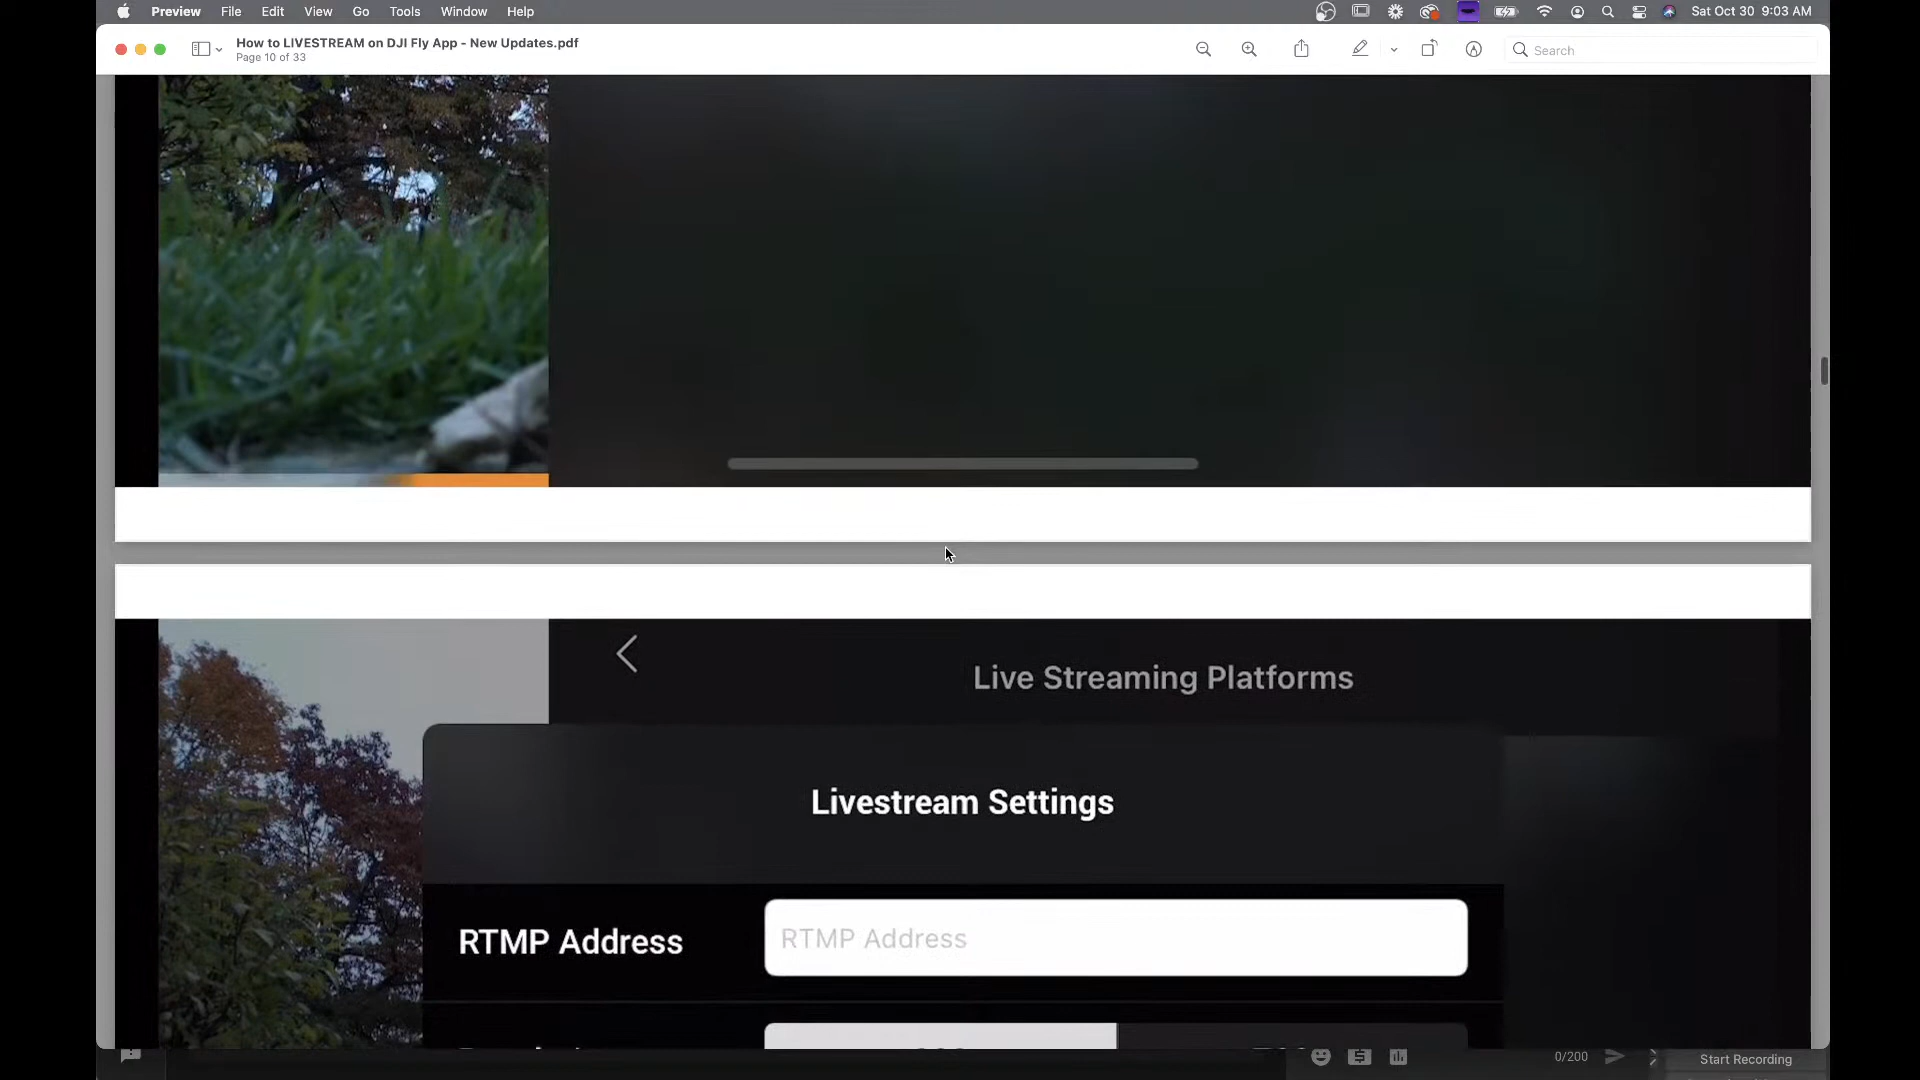 Preview File Edit View Go Tools Window Help Sat Oct 30 9:03 AM
How to LIVESTREAM on DJI Fly App - New Updates.pdf
Page 10 of 33
Search
Live Streaming Platforms
Livestream Settings
RTMP Address RTMP Address
0/200 Start Recording